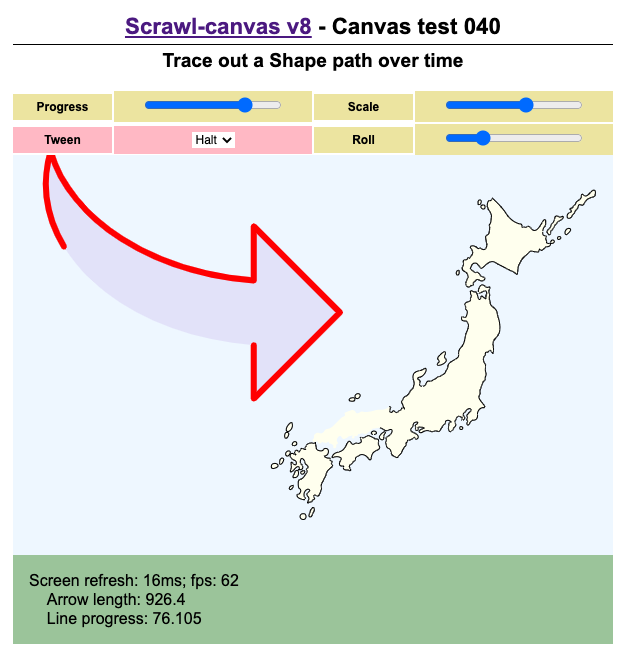 Scrawl-canvas v8 - Canvas test 040
Trace out a Shape path over time
Progress
Scale
Tween
Halt
Roll
Screen refresh: 16ms; fps: 62
Arrow length: 926.4
Line progress: 76.105